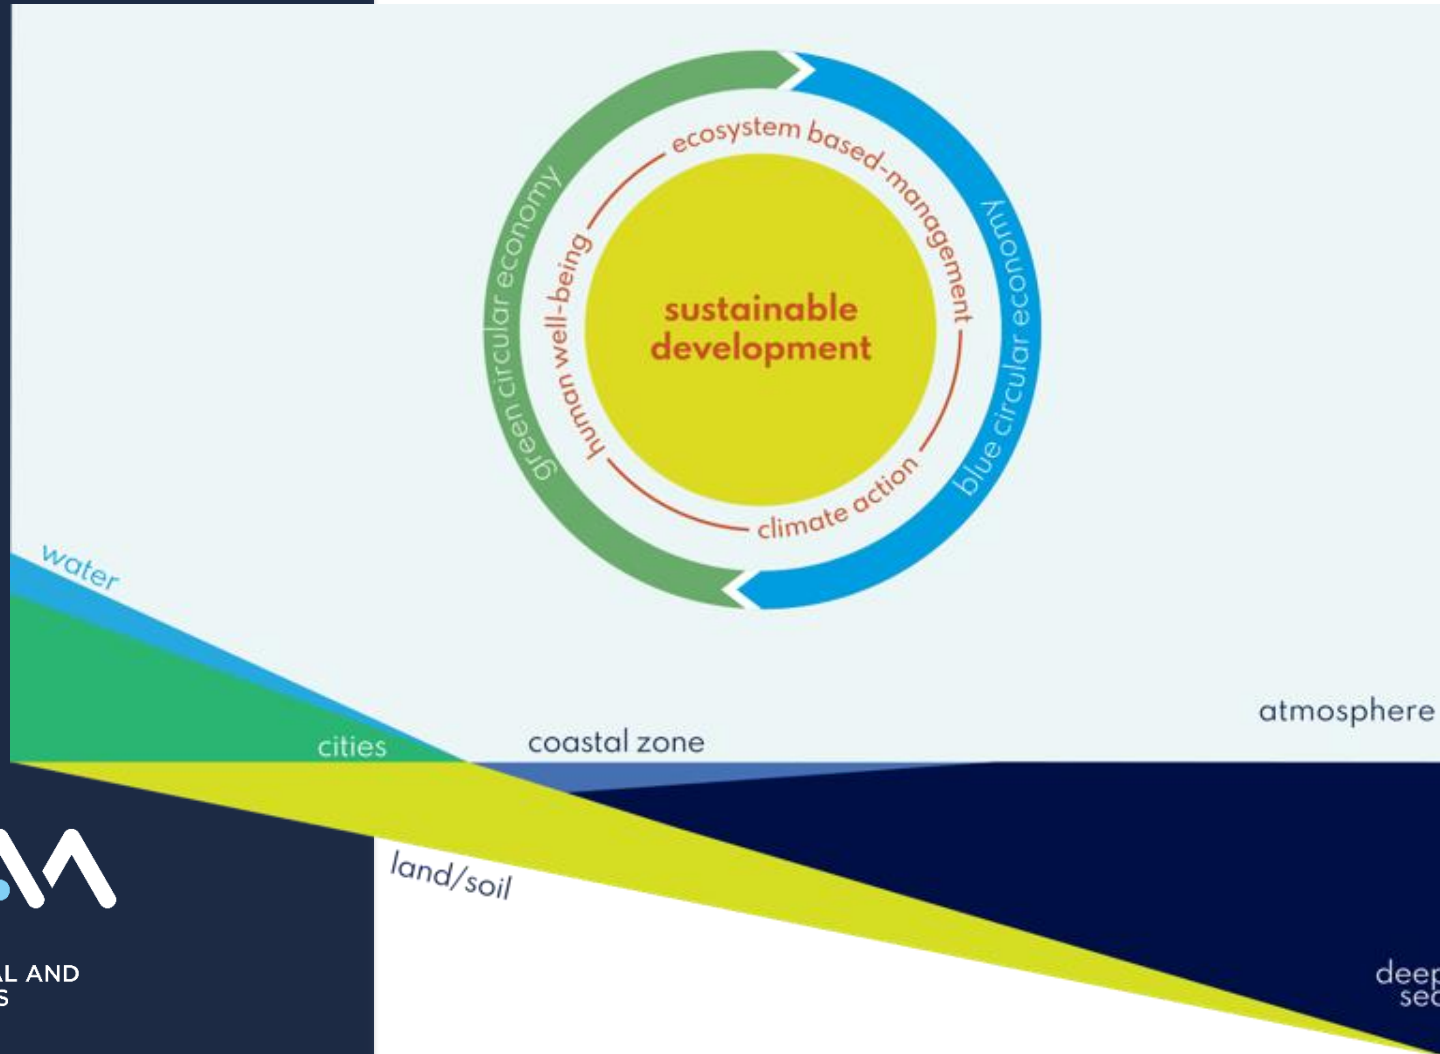 ecosystem based-management
green circular economy
human well-being
blue circular economy
sustainable
development
climate action
water
atmosphere
cities
coastal zone
land/soil
AL AND
S